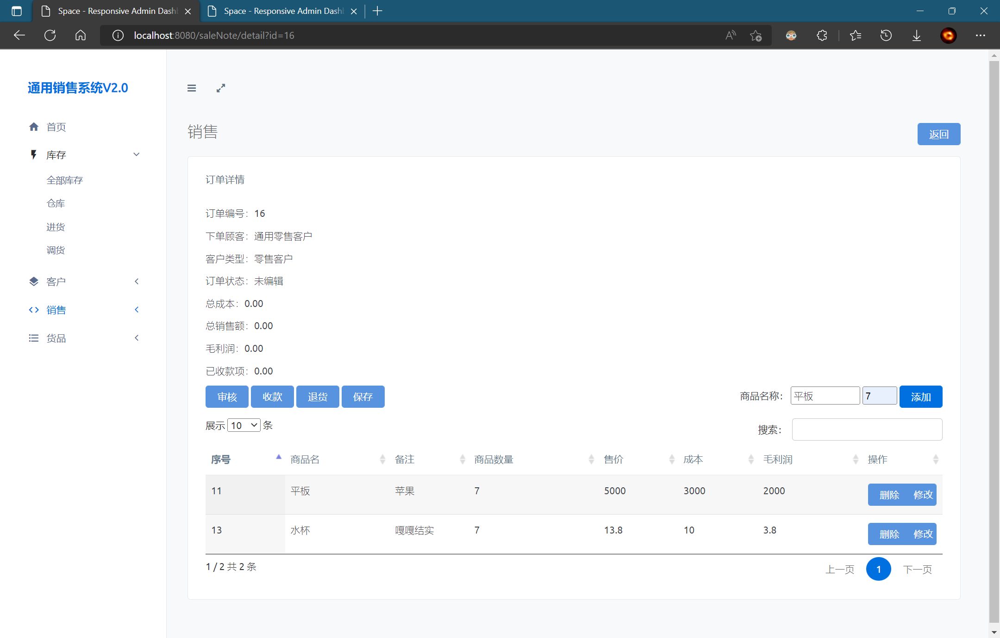 Space - Responsive Admin Dash
Space - Responsive Admin Dash
localhost:8080/saleNote/detail?id=16
通用销售系统V2.0
首页
库存
全部库存
仓库
进货
调货
客户
销售
货品
销售
返回
订单详情
订单编号：16
下单顾客：通用零售客户
客户类型：零售客户
订单状态：未编辑
总成本：0.00
总销售额：0.00
毛利润：0.00
已收款项：0.00
审核 收款 退货 保存 商品名称： 平板 7 添加
展示 10 条 搜索：
序号 商品名 备注 商品数量 售价 成本 毛利润 操作
11 平板 苹果 7 5000 3000 2000 删除 修改
13 水杯 嘎嘎结实 7 13.8 10 3.8 删除 修改
1 / 2 共 2 条 上一页 1 下一页